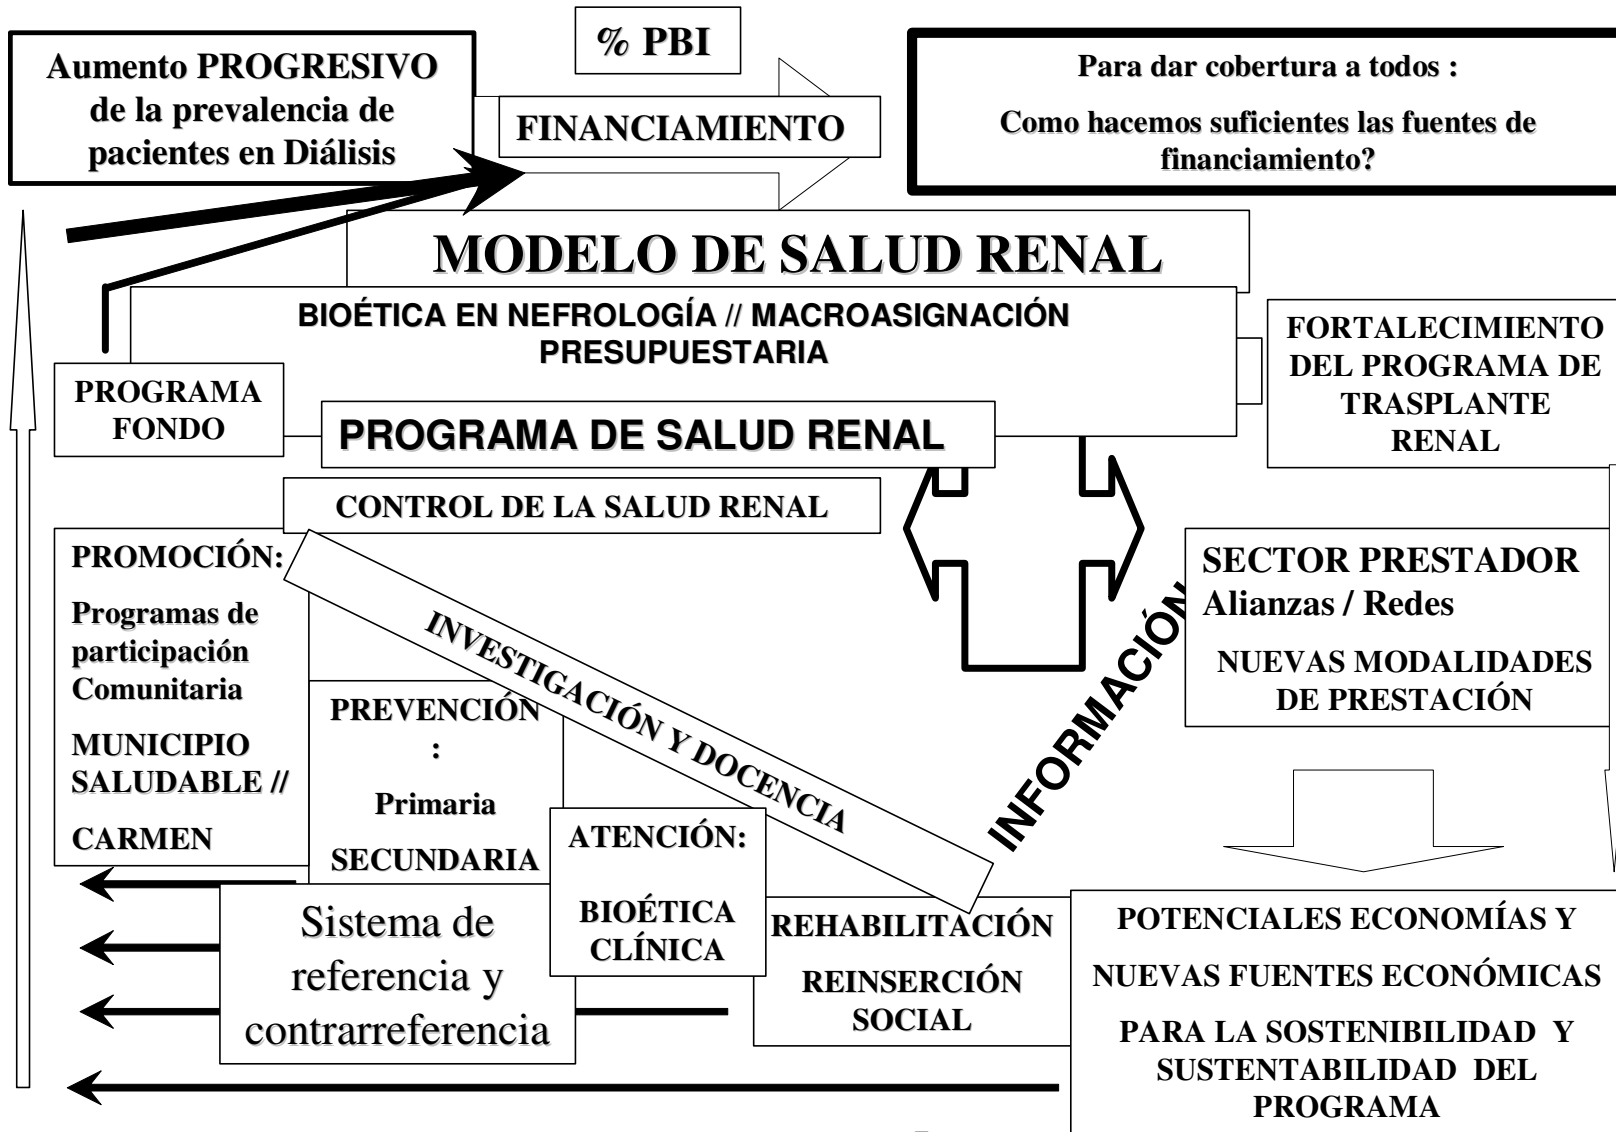 % PBI
Aumento PROGRESIVO
de la prevalencia de
pacientes en Diálisis
FINANCIAMIENTO
Para dar cobertura a todos :
Como hacemos suficientes las fuentes de
financiamiento?
MODELO DE SALUD RENAL
BIOÉTICA EN NEFROLOGÍA // MACROASIGNACIÓN
PRESUPUESTARIA
PROGRAMA
FONDO
PROGRAMA DE SALUD RENAL
FORTALECIMIENTO
DEL PROGRAMA DE
TRASPLANTE
RENAL
CONTROL DE LA SALUD RENAL
PROMOCIÓN:
Programas de
participación
Comunitaria
MUNICIPIO
SALUDABLE //
CARMEN
INVESTIGACIÓN Y DOCENCIA
PREVENCIÓN
:
Primaria
SECUNDARIA
ATENCIÓN:
BIOÉTICA
CLÍNICA
INFORMACIÓN
SECTOR PRESTADOR
Alianzas / Redes
NUEVAS MODALIDADES
DE PRESTACIÓN
Sistema de
referencia y
contrarreferencia
REHABILITACIÓN
REINSERCIÓN
SOCIAL
POTENCIALES ECONOMÍAS Y
NUEVAS FUENTES ECONÓMICAS
PARA LA SOSTENIBILIDAD Y
SUSTENTABILIDAD DEL
PROGRAMA